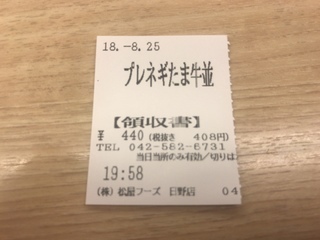 18.-8.25
プレネギたま牛並
【領収書】
¥ 440(税抜き 408円)
TEL 042-582-6731
当日当所のみ有効/切りは
19:58
(株)松屋フーズ 日野店 04